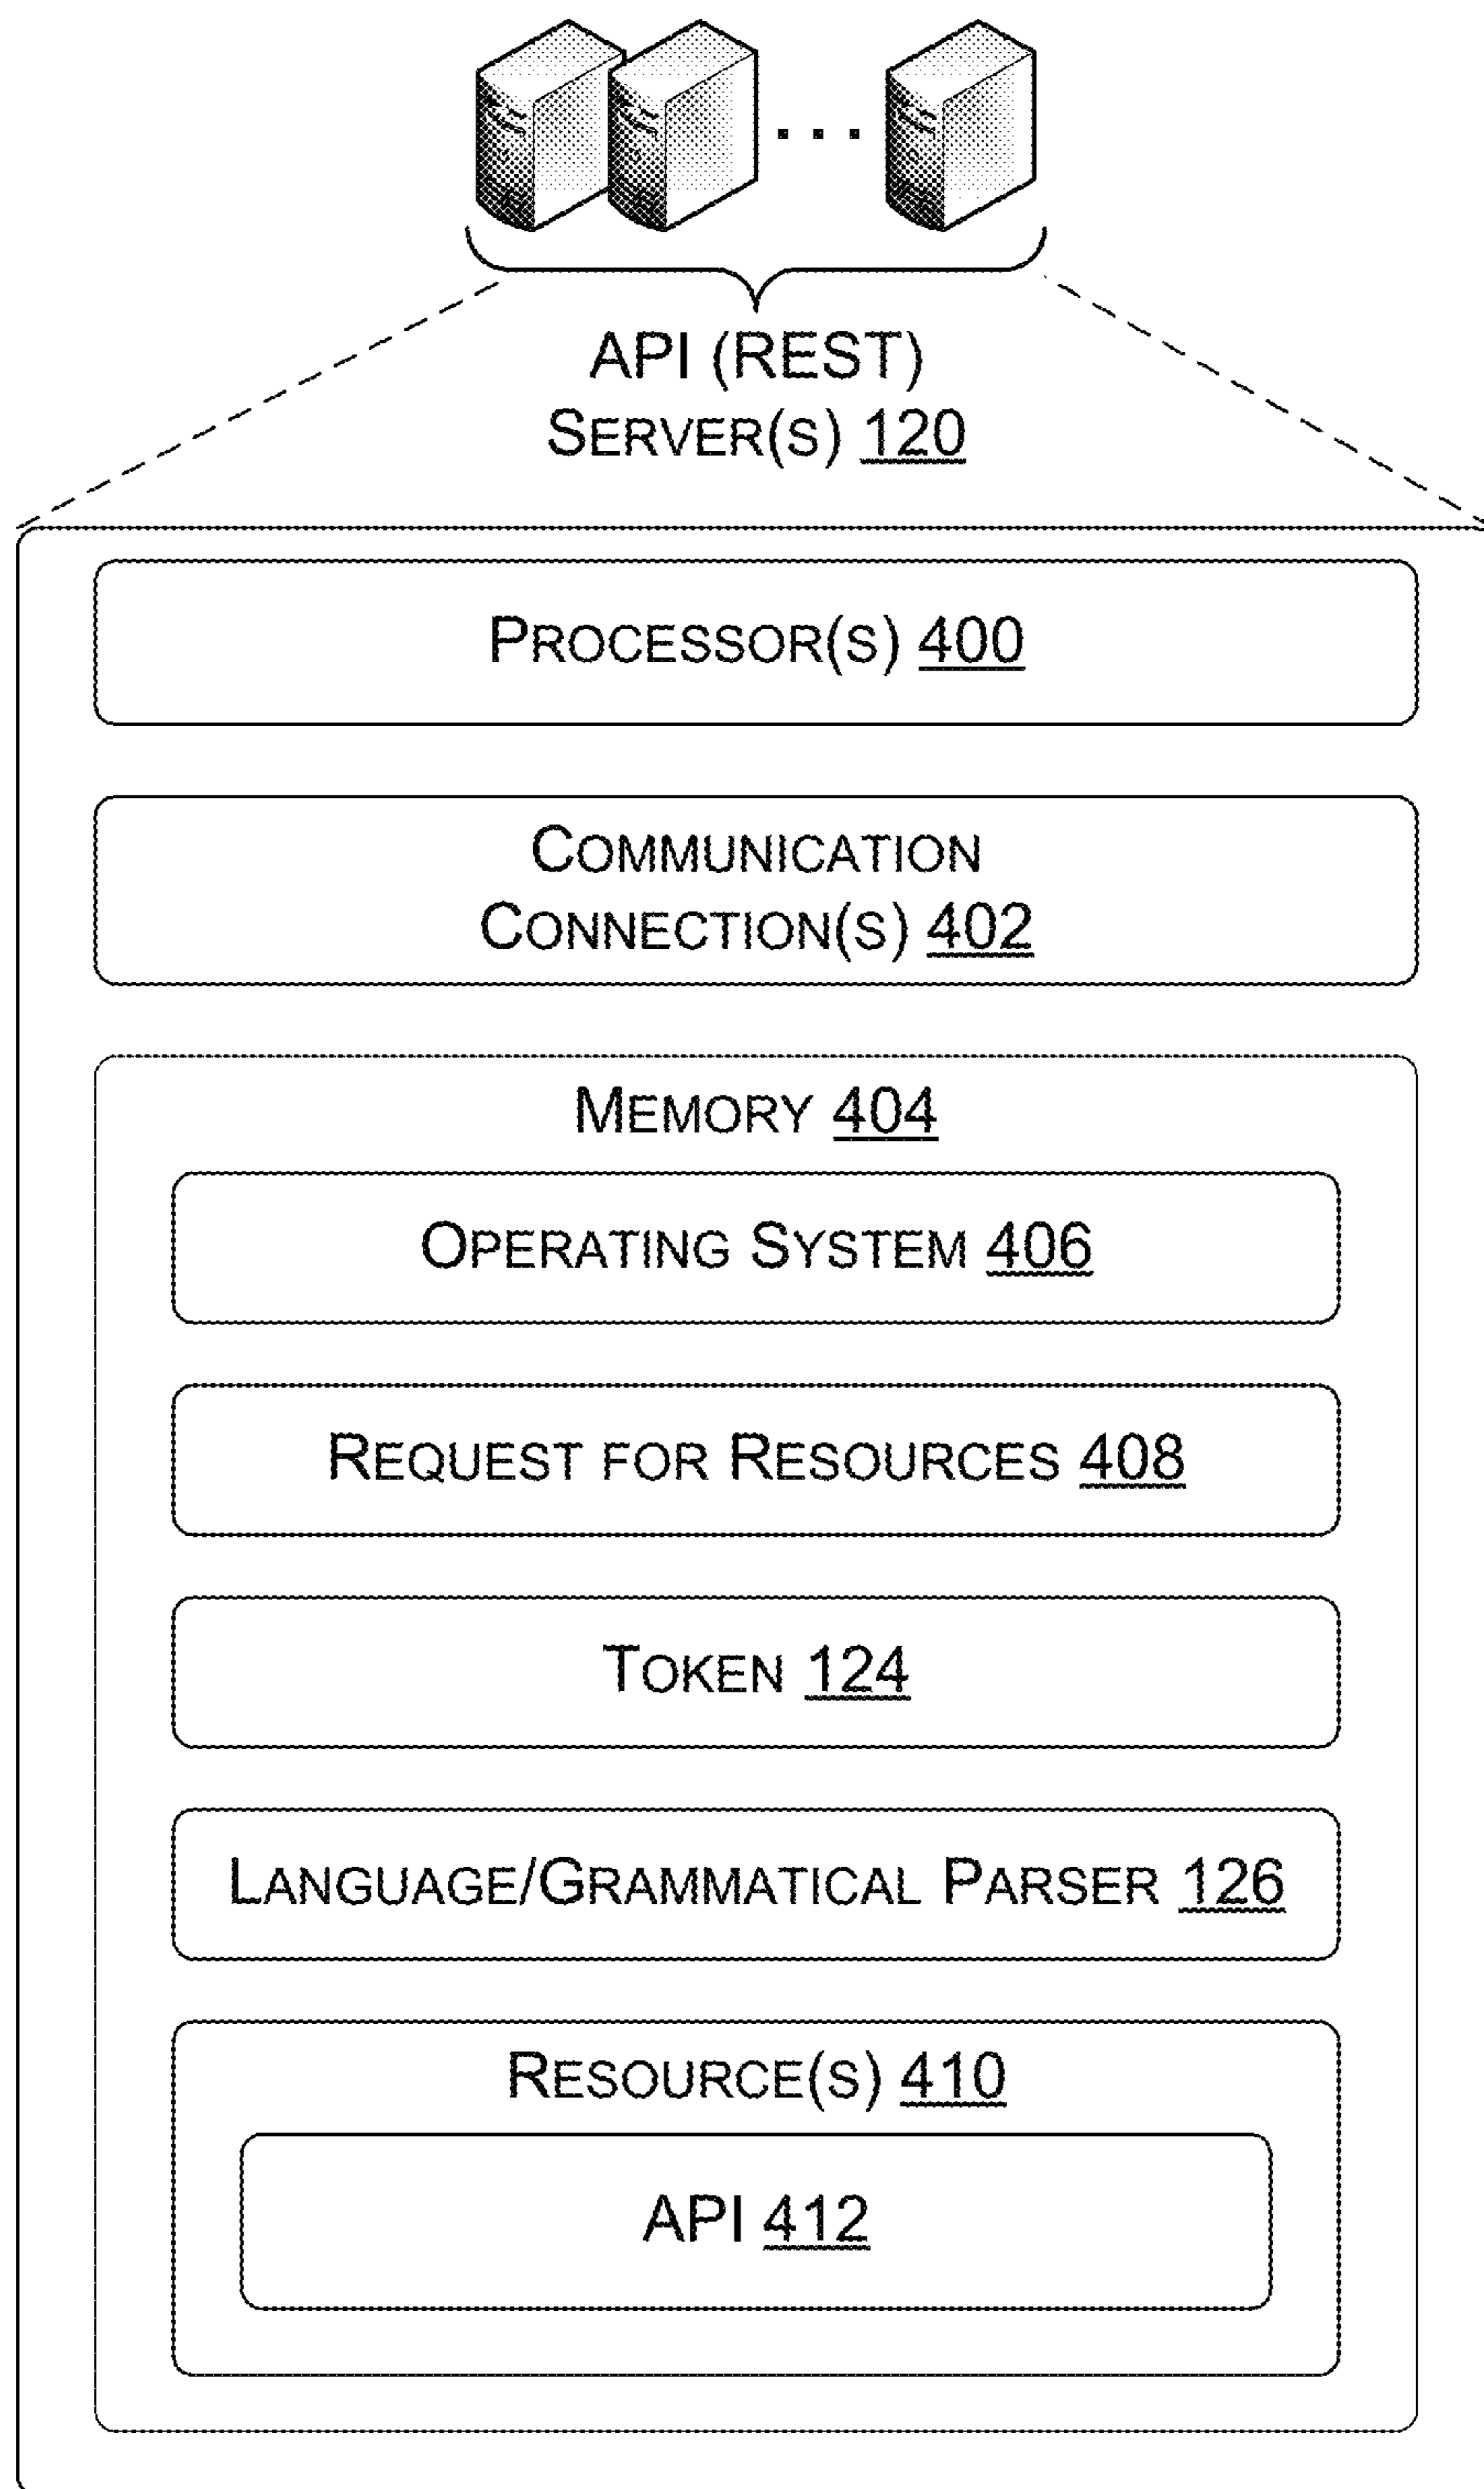 API (REST)
SERVER(S) 120
PROCESSOR(S) 400
COMMUNICATION
CONNECTION(S) 402
MEMORY 404
OPERATING SYSTEM 406
REQUEST FOR RESOURCES 408
TOKEN 124
LANGUAGE/GRAMMATICAL PARSER 126
RESOURCE(S) 410
API 412